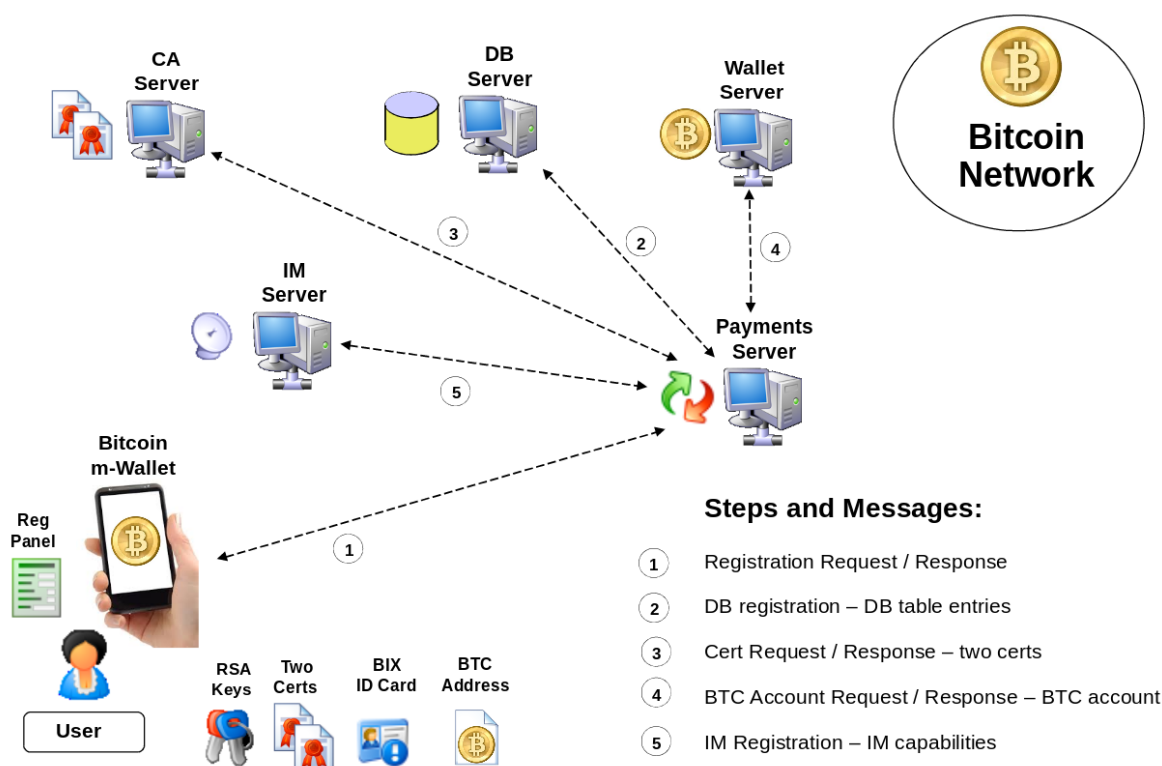 CA
Server
DB
Server
Wallet
Server
Bitcoin
Network
3
2
4
IM
Server
Payments
Server
5
Bitcoin
m-Wallet
Reg
Panel
1
Steps and Messages:
1 Registration Request / Response
2 DB registration – DB table entries
3 Cert Request / Response – two certs
4 BTC Account Request / Response – BTC account
5 IM Registration – IM capabilities
RSA
Keys
Two
Certs
BIX
ID Card
BTC
Address
User